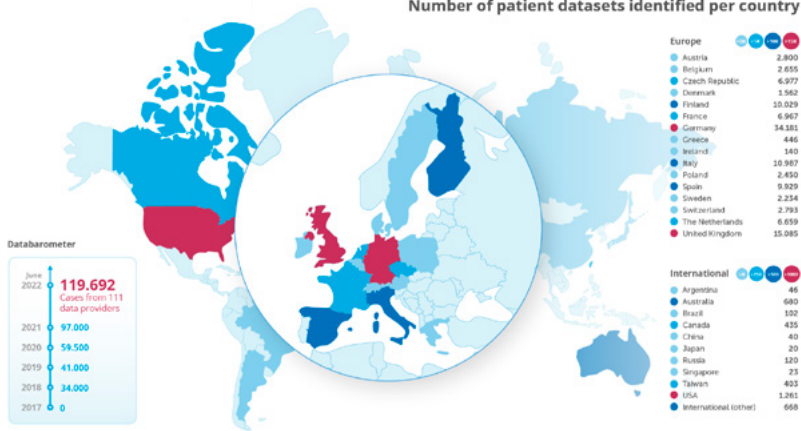 Number of patient datasets identified per country
Europe
Austria 2.800
Belgium 2.655
Czech Republic 6.977
Denmark 1.562
Finland 10.029
France 6.967
Germany 34.181
Greece 446
Ireland 140
Italy 10.987
Poland 2.450
Spain 9.929
Sweden 2.234
Switzerland 2.793
The Netherlands 6.659
United Kingdom 15.085
International
Argentina 46
Australia 680
Brazil 102
Canada 435
China 40
Japan 20
Russia 120
Singapore 23
Taiwan 403
USA 1.261
International (other) 668
Databarometer
June
2022 119.692
Cases from 111
data providers
2021 97.000
2020 59.500
2019 41.000
2018 34.000
2017 0